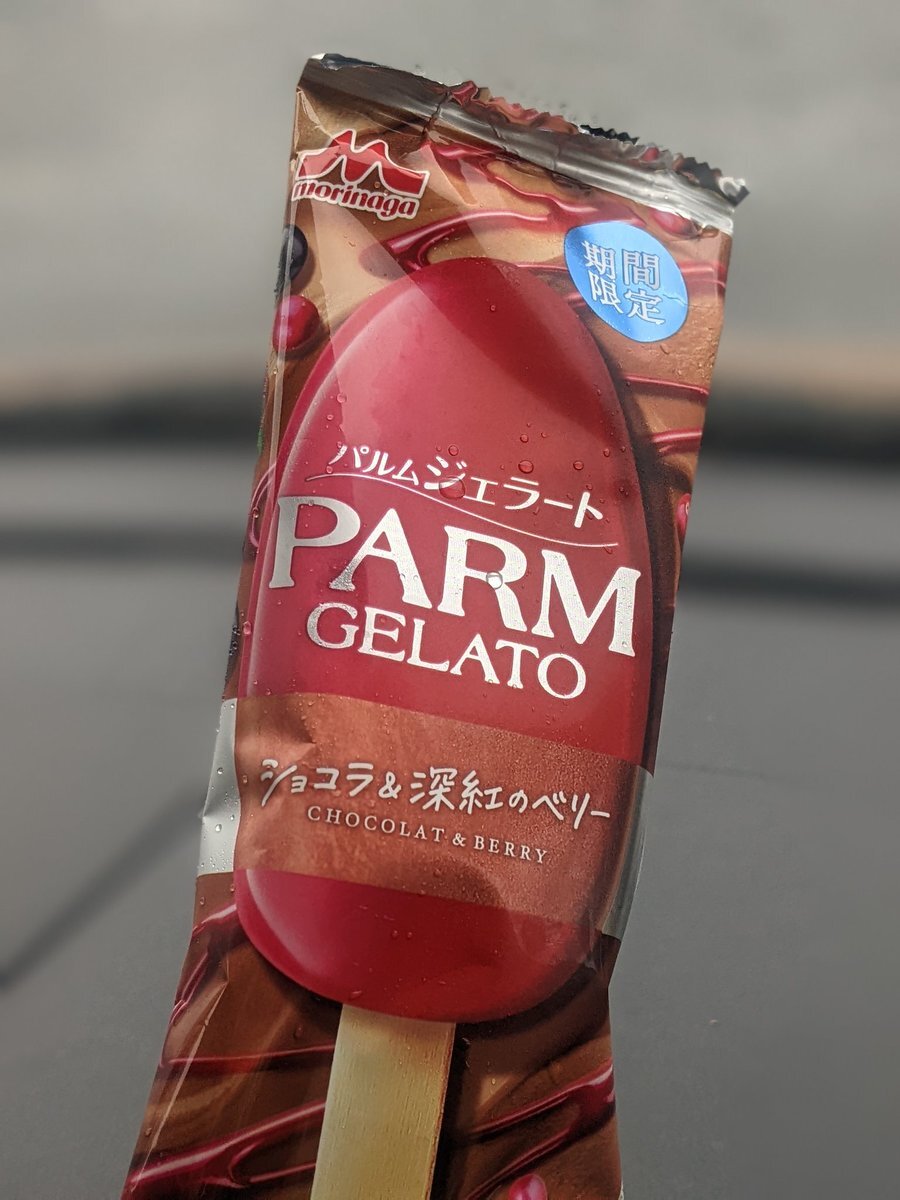 morinaga
期間
限定
パルムジェラート
PARM
GELATO
ショコラ&深紅のベリー
CHOCOLAT & BERRY